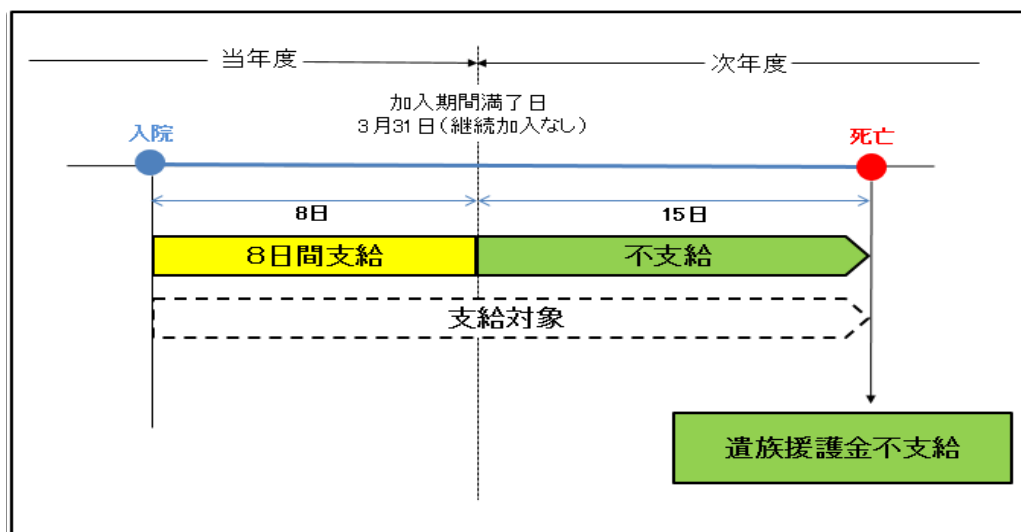 当年度
次年度
加入期間満了日
3月31日（継続加入なし）
入院
死亡
8日
15日
８日間支給
不支給
支給対象
遺族援護金不支給